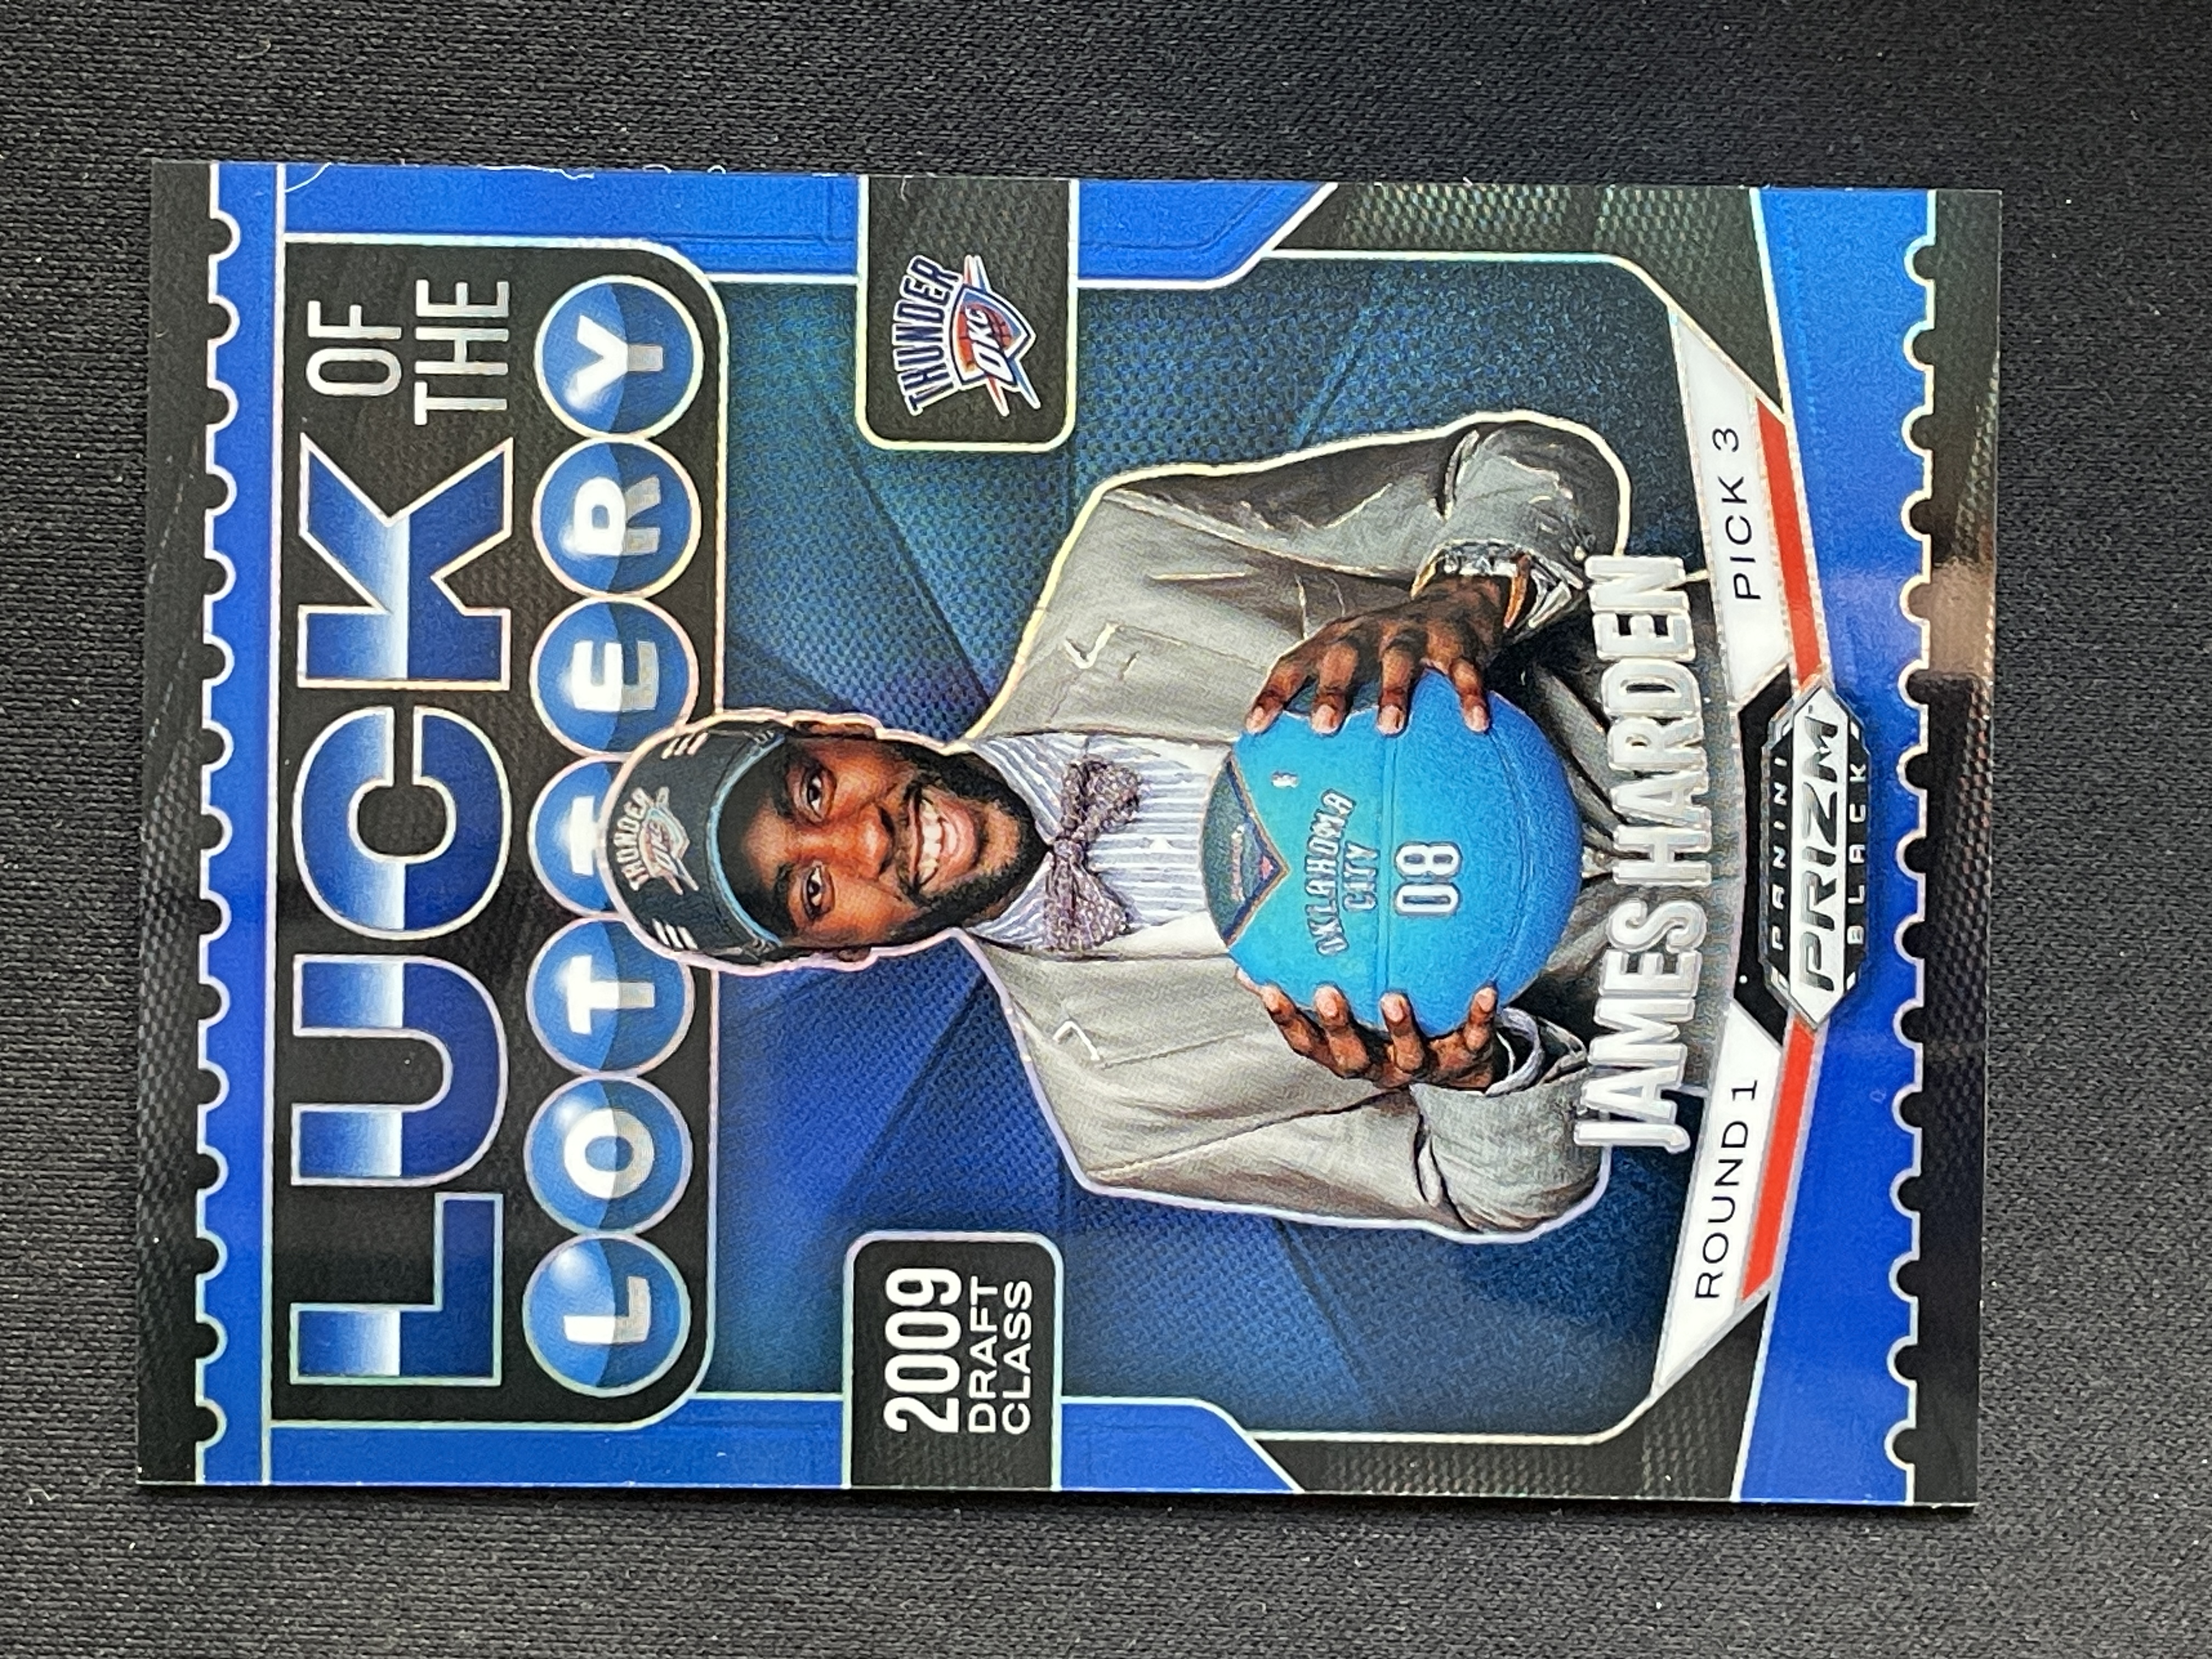 LUCK
OF
THE
LOTTERY
THUNDER
OKC
THUNDER
OKC
2009
DRAFT
CLASS
OKLAHOMA
CITY
08
JAMES HARDEN
ROUND 1
PICK 3
PANINI
PRIZM
BLACK